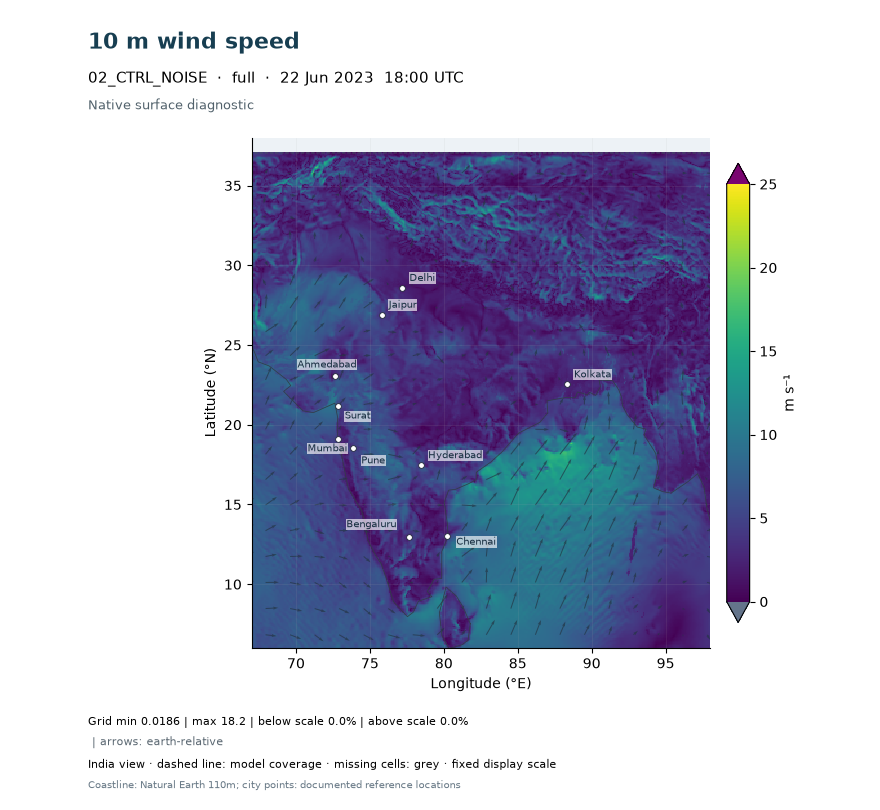 10 m wind speed
02_CTRL_NOISE · full · 22 Jun 2023 18:00 UTC
Native surface diagnostic
35
30
25
20
15
10
Latitude (°N)
Delhi
Jaipur
Ahmedabad
Kolkata
Surat
Mumbai
Pune
Hyderabad
Bengaluru
Chennai
70 75 80 85 90 95
Longitude (°E)
25
20
15
10
5
0
m s⁻¹
Grid min 0.0186 | max 18.2 | below scale 0.0% | above scale 0.0%
| arrows: earth-relative
India view · dashed line: model coverage · missing cells: grey · fixed display scale
Coastline: Natural Earth 110m; city points: documented reference locations